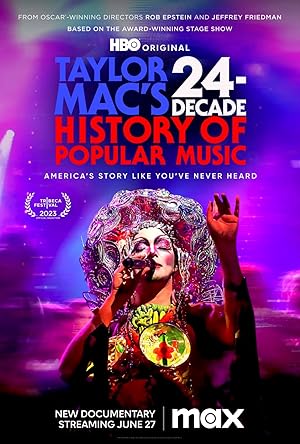 FROM OSCAR®-WINNING DIRECTORS ROB EPSTEIN AND JEFFREY FRIEDMAN
BASED ON THE AWARD-WINNING STAGE SHOW
HBO ORIGINAL
TAYLOR
MAC'S
24-
DECADE
HISTORY OF
POPULAR MUSIC
AMERICA'S STORY LIKE YOU'VE NEVER HEARD
TRIBECA
FESTIVAL
2023
NEW DOCUMENTARY
STREAMING JUNE 27
max